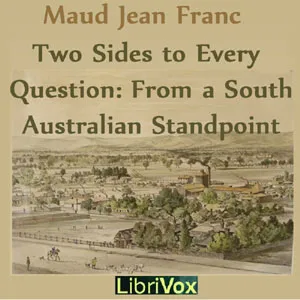 Maud Jean Franc
Two Sides to Every
Question: From a South
Australian Standpoint
LibriVox